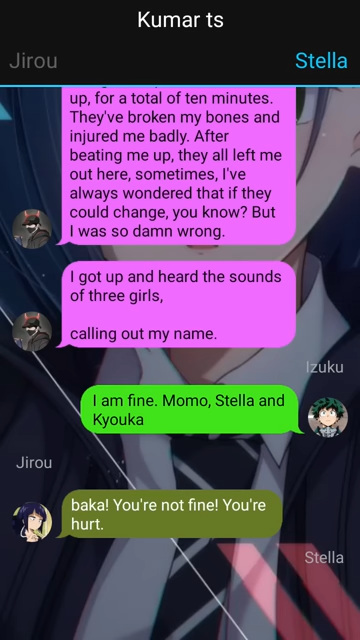 Kumar ts
Jirou
Stella
up, for a total of ten minutes.
They've broken my bones and
injured me badly. After
beating me up, they all left me
out here, sometimes, I've
always wondered that if they
could change, you know? But
I was so damn wrong.
I got up and heard the sounds
of three girls,
calling out my name.
Izuku
I am fine. Momo, Stella and
Kyouka
Jirou
baka! You're not fine! You're
hurt.
Stella